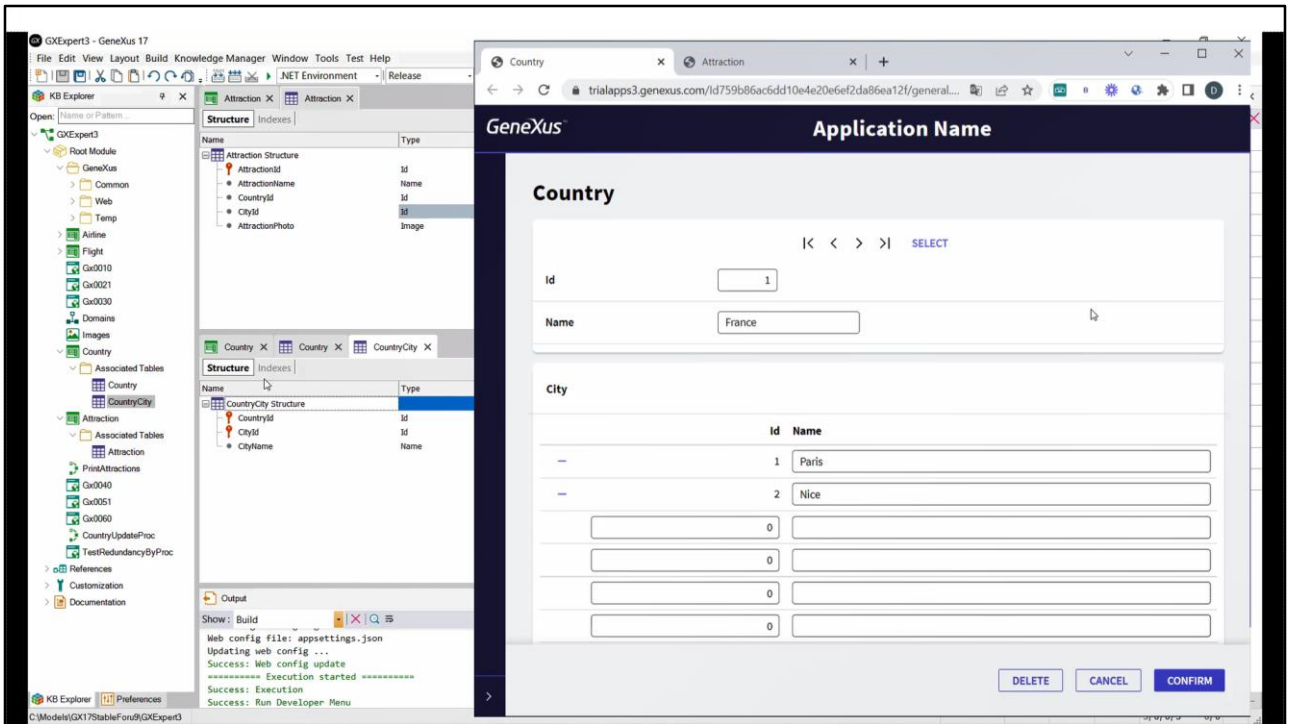 GXExpert3 - GeneXus 17
File Edit View Layout Build Knowledge Manager Window Tools Test Help
.NET Environment
Release
KB Explorer
Open: Name or Pattern...
GXExpert3
Root Module
GeneXus
Common
Web
Temp
Airline
Flight
Gx0010
Gx0021
Gx0030
Domains
Images
Country
Associated Tables
Country
CountryCity
Attraction
Associated Tables
Attraction
PrintAttractions
Gx0040
Gx0051
Gx0060
CountryUpdateProc
TestRedundancyByProc
References
Customization
Documentation
KB Explorer
Preferences
Attraction X Attraction X
Structure Indexes
Name Type
Attraction Structure
AttractionId Id
AttractionName Name
CountryId Id
CityId Id
AttractionPhoto Image
Country X Country X CountryCity X
Structure Indexes
Name Type
CountryCity Structure
CountryId Id
CityId Id
CityName Name
Output
Show: Build
Web config file: appsettings.json
Updating web config ...
Success: Web config update
========== Execution started ==========
Success: Execution
Success: Run Developer Menu
Country Attraction
trialapps3.genexus.com/Id759b86ac6dd10e4e20e6ef2da86ea12f/general....
D
GeneXus
Application Name
Country
SELECT
Id 1
Name France
City
Id Name
1 Paris
2 Nice
0
0
0
0
DELETE CANCEL CONFIRM
C:\Models\GX17StableForu9\GXExpert3